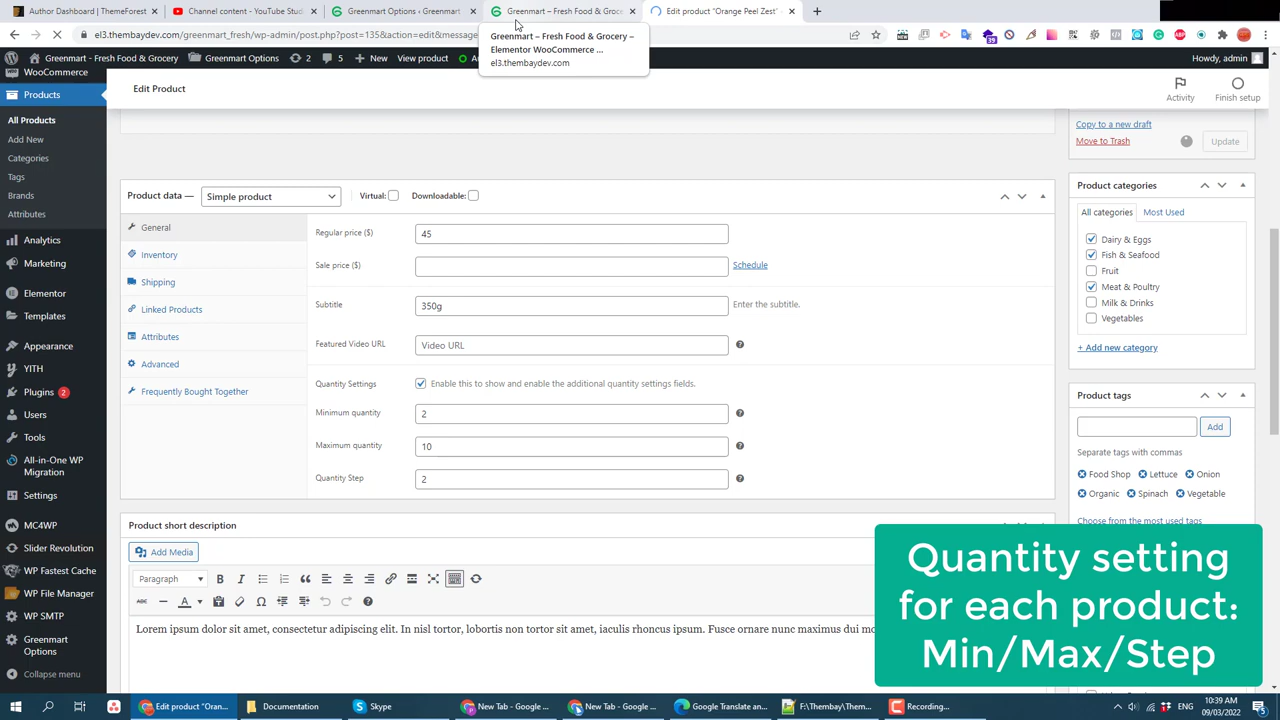 Author Dashboard | ThemeForest
Channel content - YouTube Stud
Greenmart Options ‹ Greenmart
Greenmart – Fresh Food & Groce
Edit product "Orange Peel Zest"
el3.thembaydev.com/greenmart_fresh/wp-admin/post.php?post=135&action=edit&messag
Greenmart – Fresh Food & Grocery –
Elementor WooCommerce ...
el3.thembaydev.com
Greenmart - Fresh Food & Grocery
Greenmart Options
2
5
New
View product
Howdy, admin
WooCommerce
Products
All Products
Add New
Categories
Tags
Brands
Attributes
Analytics
Marketing
Elementor
Templates
Appearance
YITH
Plugins 2
Users
Tools
All-in-One WP
Migration
Settings
MC4WP
Slider Revolution
WP Fastest Cache
WP File Manager
WP SMTP
Greenmart
Options
Collapse menu
Edit Product
Activity
Finish setup
Copy to a new draft
Move to Trash
Update
Product data —
Simple product
Virtual:
Downloadable:
General
Inventory
Shipping
Linked Products
Attributes
Advanced
Frequently Bought Together
Regular price ($)
45
Sale price ($)
Schedule
Subtitle
350g
Enter the subtitle.
Featured Video URL
Video URL
Quantity Settings
Enable this to show and enable the additional quantity settings fields.
Minimum quantity
2
Maximum quantity
10
Quantity Step
2
Product categories
All categories
Most Used
Dairy & Eggs
Fish & Seafood
Fruit
Meat & Poultry
Milk & Drinks
Vegetables
+ Add new category
Product tags
Add
Separate tags with commas
Food Shop
Lettuce
Onion
Organic
Spinach
Vegetable
Choose from the most used tags
Product short description
Add Media
Paragraph
Lorem ipsum dolor sit amet, consectetur adipiscing elit. In nisl tortor, lobortis non tortor sit amet, iaculis rhoncus ipsum. Fusce ornare nunc maximus dui mo
Quantity setting
for each product:
Min/Max/Step
Edit product "Oran...
Documentation
Skype
New Tab - Google ...
New Tab - Google ...
Google Translate an...
F:\Thembay\Them...
Recording...
ENG
10:39 AM
09/03/2022